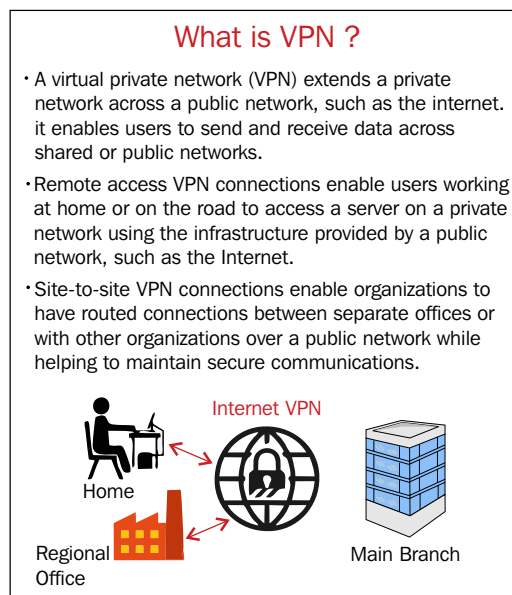 What is VPN ?
· A virtual private network (VPN) extends a private
network across a public network, such as the internet.
it enables users to send and receive data across
shared or public networks.
· Remote access VPN connections enable users working
at home or on the road to access a server on a private
network using the infrastructure provided by a public
network, such as the Internet.
· Site-to-site VPN connections enable organizations to
have routed connections between separate offices or
with other organizations over a public network while
helping to maintain secure communications.
Internet VPN
Home
Regional
Office
Main Branch